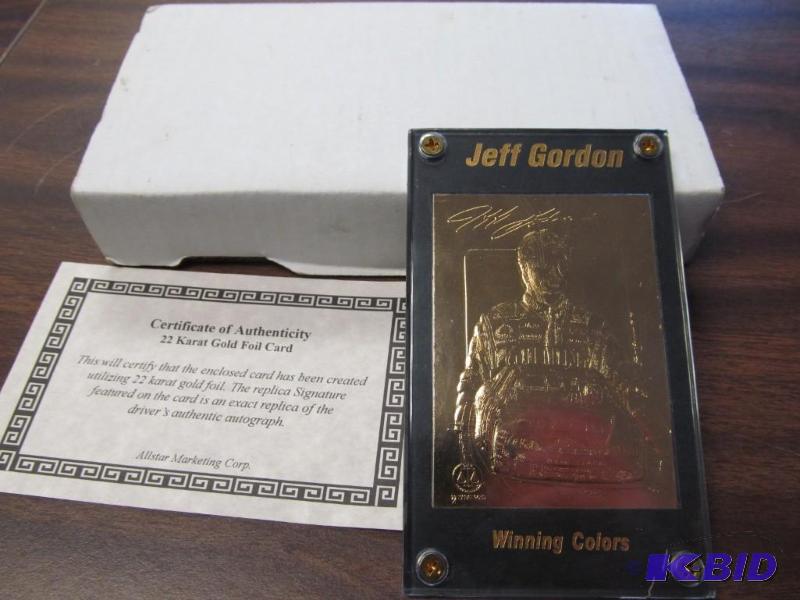 Jeff Gordon
Certificate of Authenticity
22 Karat Gold Foil Card
This will certify that the enclosed card has been created
utilizing 22 karat gold foil. The replica Signature
featured on the card is an exact replica of the
driver's authentic autograph.
Allstar Marketing Corp.
Winning Colors
K-BID